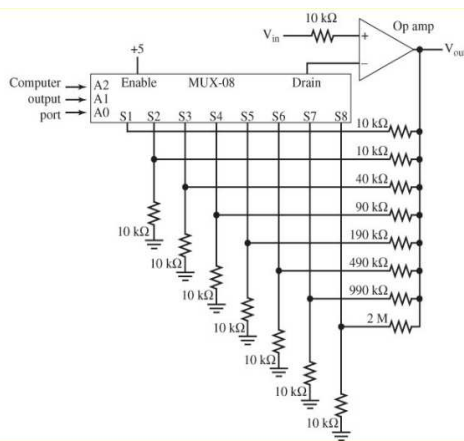 10 kΩ
Op amp
V_in
+
V_ou
−
+5
Computer
output
port
A2
A1
A0
Enable
MUX-08
Drain
S1 S2 S3 S4 S5 S6 S7 S8
10 kΩ
10 kΩ
40 kΩ
90 kΩ
190 kΩ
490 kΩ
990 kΩ
2 M
10 kΩ
10 kΩ
10 kΩ
10 kΩ
10 kΩ
10 kΩ
10 kΩ